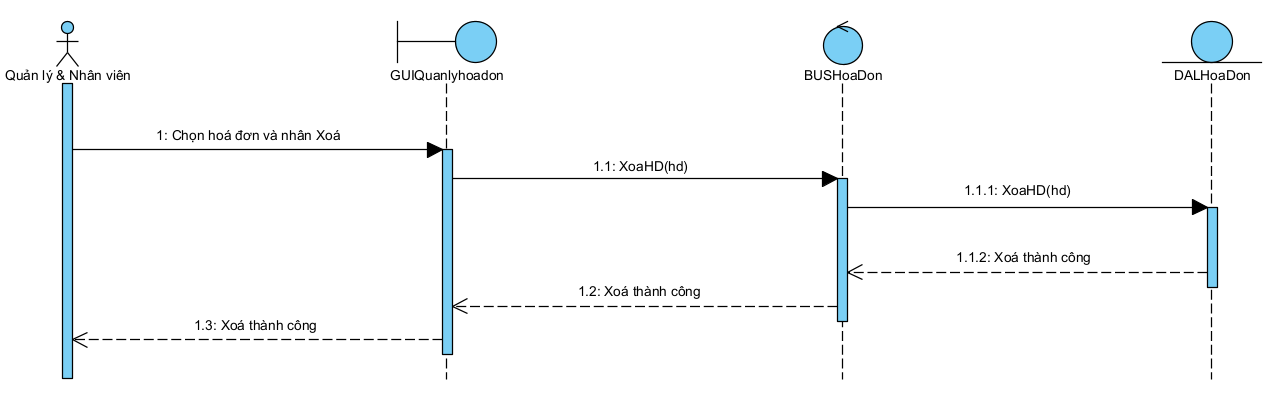 Quản lý & Nhân viên
GUIQuanlyhoadon
BUSHoaDon
DALHoaDon
1: Chọn hoá đơn và nhân Xoá
1.1: XoaHD(hd)
1.1.1: XoaHD(hd)
1.1.2: Xoá thành công
1.2: Xoá thành công
1.3: Xoá thành công